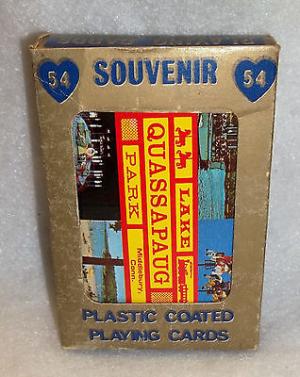 54 SOUVENIR 54
LAKE
QUASSAPAUG
PARK
Middlebury,
Conn.
PLASTIC COATED
PLAYING CARDS